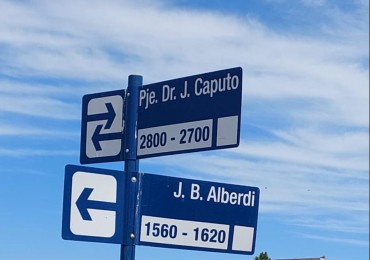 Pje. Dr. J. Caputo
2800 - 2700
J. B. Alberdi
1560 - 1620